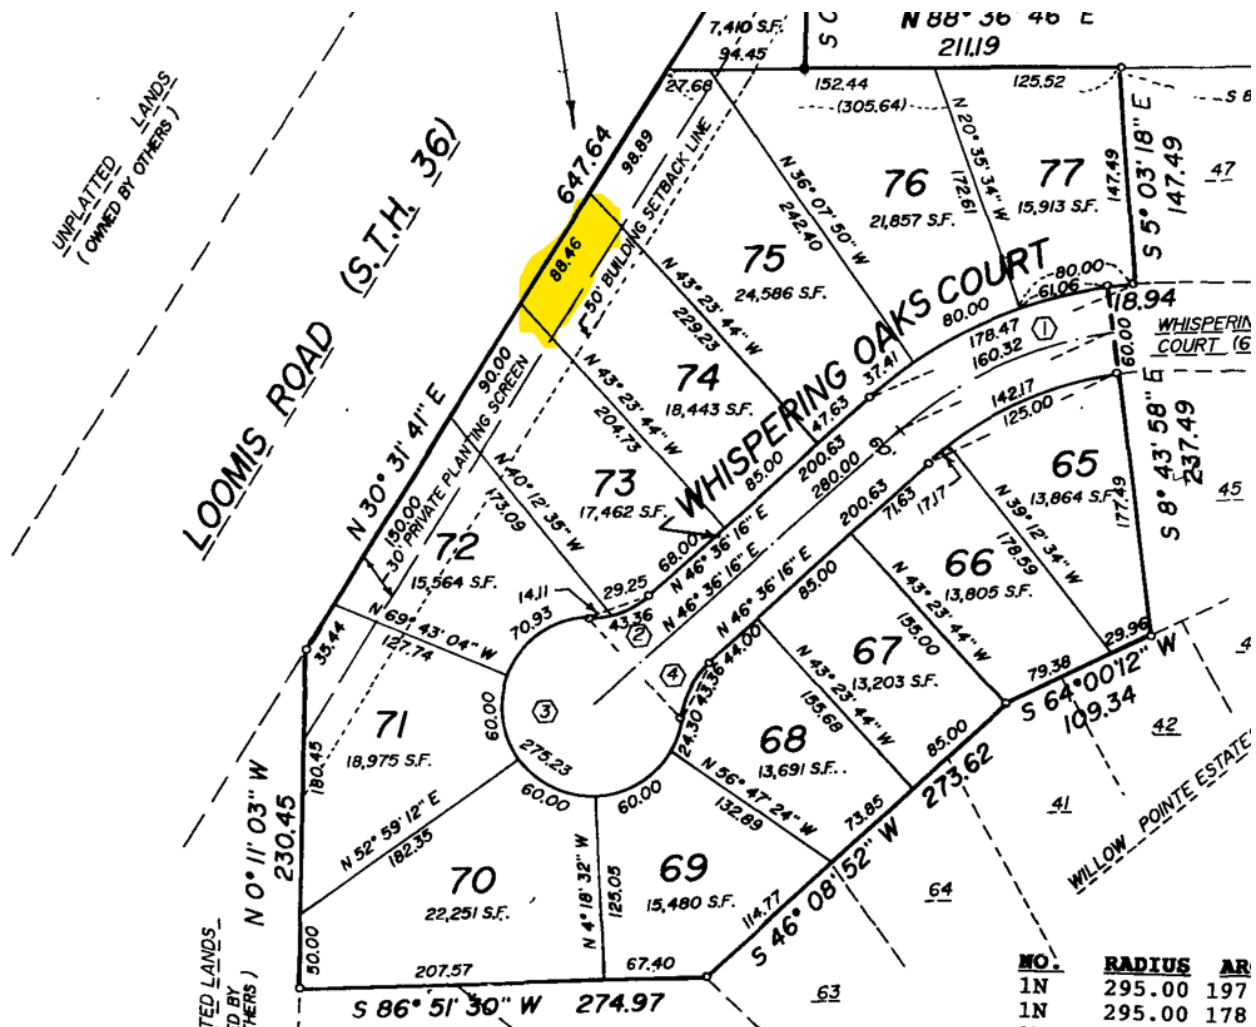 7,410 S.F.
94.45
N 88° 36' 46" E
211.19
S
27.68
152.44
(305.64)
125.52
UNPLATTED LANDS
(OWNED BY OTHERS)
LOOMIS ROAD (S.T.H. 36)
647.64
98.89
88.46
90.00
150.00
35.44
N 30° 31' 41" E
50' BUILDING SETBACK LINE
30' PRIVATE PLANTING SCREEN
N 36° 07' 50" W
242.40
N 20° 35' 34" W
172.61
76
21,857 S.F.
77
15,913 S.F.
147.49
S 5° 03' 18" E
147.49
47
75
24,586 S.F.
N 43° 23' 44" W
229.23
74
18,443 S.F.
N 43° 23' 44" W
204.73
73
17,462 S.F.
N 40° 12' 35" W
173.09
72
15,564 S.F.
N 69° 43' 04" W
127.74
71
18,975 S.F.
WHISPERING OAKS COURT
80.00
61.06
80.00
18.94
178.47
160.32
1
37.41
47.63
200.63
85.00
280.00
60'
68.00
N 46° 36' 16" E
N 46° 36' 16" E
N 46° 36' 16" E
29.25
14.11
43.36
2
70.93
60.00
3
275.23
60.00
60.00
24.30
43.36
4
44.00
85.00
200.63
71.63
17.17
142.17
125.00
60.00
COURT
65
13,864 S.F.
177.49
S 8° 43' 58" E
237.49
45
N 39° 12' 34" W
178.59
66
13,805 S.F.
N 43° 23' 44" W
155.00
67
13,203 S.F.
N 43° 23' 44" W
155.68
68
13,691 S.F.
N 56° 47' 24" W
132.89
69
15,480 S.F.
N 4° 18' 32" W
125.05
70
22,251 S.F.
N 52° 59' 12" E
182.35
180.45
N 0° 11' 03" W
230.45
50.00
207.57
67.40
S 86° 51' 30" W 274.97
114.77
73.85
85.00
S 46° 08' 52" W 273.62
79.38
29.96
S 64° 00' 12" W
109.34
42
41
64
63
WILLOW POINTE ESTATES
NO. RADIUS
1N 295.00 197
1N 295.00 178